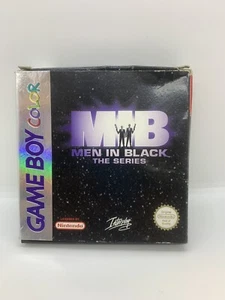 GAME BOY COLOR
MIB
MEN IN BLACK
THE SERIES
Nintendo
Interplay